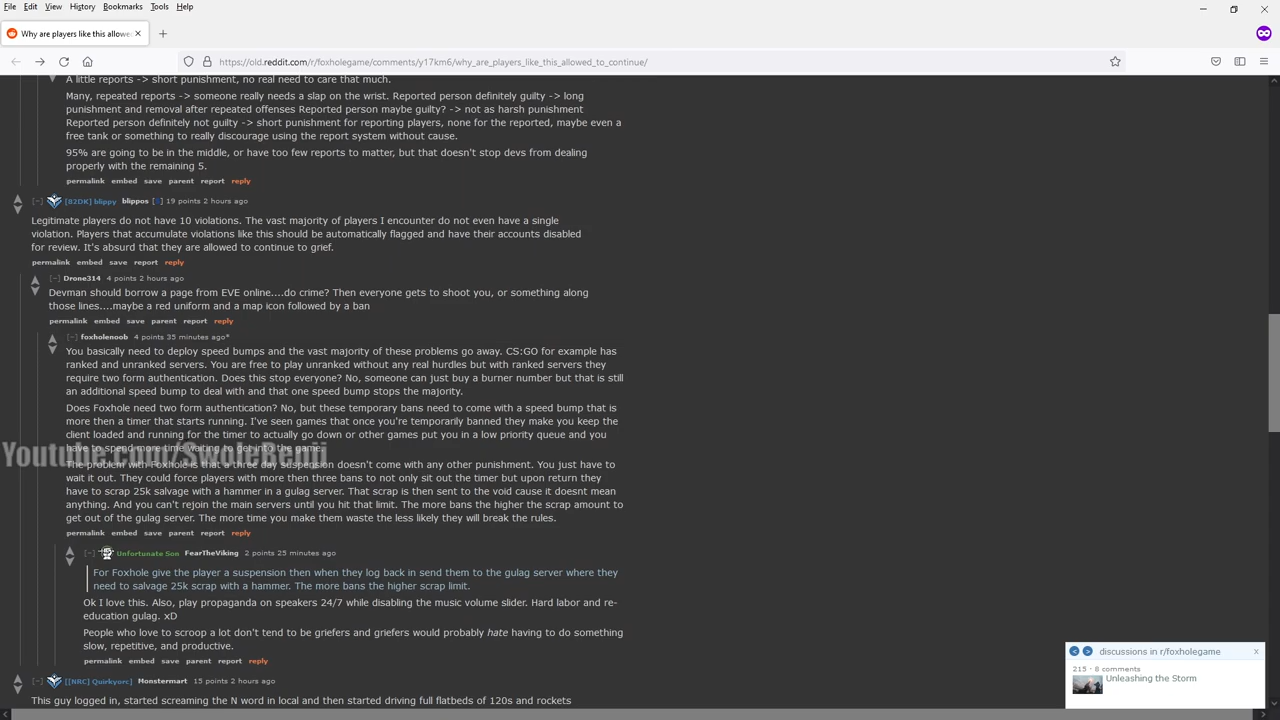 File Edit View History Bookmarks Tools Help
Why are players like this allowe
https://old.reddit.com/r/foxholegame/comments/y17km6/why_are_players_like_this_allowed_to_continue/
A little reports -> short punishment, no real need to care that much.
Many, repeated reports -> someone really needs a slap on the wrist. Reported person definitely guilty -> long
punishment and removal after repeated offenses Reported person maybe guilty? -> not as harsh punishment
Reported person definitely not guilty -> short punishment for reporting players, none for the reported, maybe even a
free tank or something to really discourage using the report system without cause.
95% are going to be in the middle, or have too few reports to matter, but that doesn't stop devs from dealing
properly with the remaining 5.
permalink embed save parent report reply
[-] [B2DK] blippy blippos [ ] 19 points 2 hours ago
Legitimate players do not have 10 violations. The vast majority of players I encounter do not even have a single
violation. Players that accumulate violations like this should be automatically flagged and have their accounts disabled
for review. It's absurd that they are allowed to continue to grief.
permalink embed save report reply
[-] Drone314 4 points 2 hours ago
Devman should borrow a page from EVE online....do crime? Then everyone gets to shoot you, or something along
those lines....maybe a red uniform and a map icon followed by a ban
permalink embed save parent report reply
[-] foxholenoob 4 points 35 minutes ago*
You basically need to deploy speed bumps and the vast majority of these problems go away. CS:GO for example has
ranked and unranked servers. You are free to play unranked without any real hurdles but with ranked servers they
require two form authentication. Does this stop everyone? No, someone can just buy a burner number but that is still
an additional speed bump to deal with and that one speed bump stops the majority.
Does Foxhole need two form authentication? No, but these temporary bans need to come with a speed bump that is
more then a timer that starts running. I've seen games that once you're temporarily banned they make you keep the
client loaded and running for the timer to actually go down or other games put you in a low priority queue and you
have to spend more time waiting to get into the game.
Youtube.com/SwoleBenji
The problem with Foxhole is that a three day suspension doesn't come with any other punishment. You just have to
wait it out. They could force players with more then three bans to not only sit out the timer but upon return they
have to scrap 25k salvage with a hammer in a gulag server. That scrap is then sent to the void cause it doesnt mean
anything. And you can't rejoin the main servers until you hit that limit. The more bans the higher the scrap amount to
get out of the gulag server. The more time you make them waste the less likely they will break the rules.
permalink embed save parent report reply
[-] Unfortunate Son FearTheViking 2 points 25 minutes ago
For Foxhole give the player a suspension then when they log back in send them to the gulag server where they
need to salvage 25k scrap with a hammer. The more bans the higher scrap limit.
Ok I love this. Also, play propaganda on speakers 24/7 while disabling the music volume slider. Hard labor and re-
education gulag. xD
People who love to scroop a lot don't tend to be griefers and griefers would probably hate having to do something
slow, repetitive, and productive.
permalink embed save parent report reply
[-] [[NRC] Quirkyorc] Monstermart 15 points 2 hours ago
This guy logged in, started screaming the N word in local and then started driving full flatbeds of 120s and rockets
< > discussions in r/foxholegame X
215 · 8 comments
Unleashing the Storm